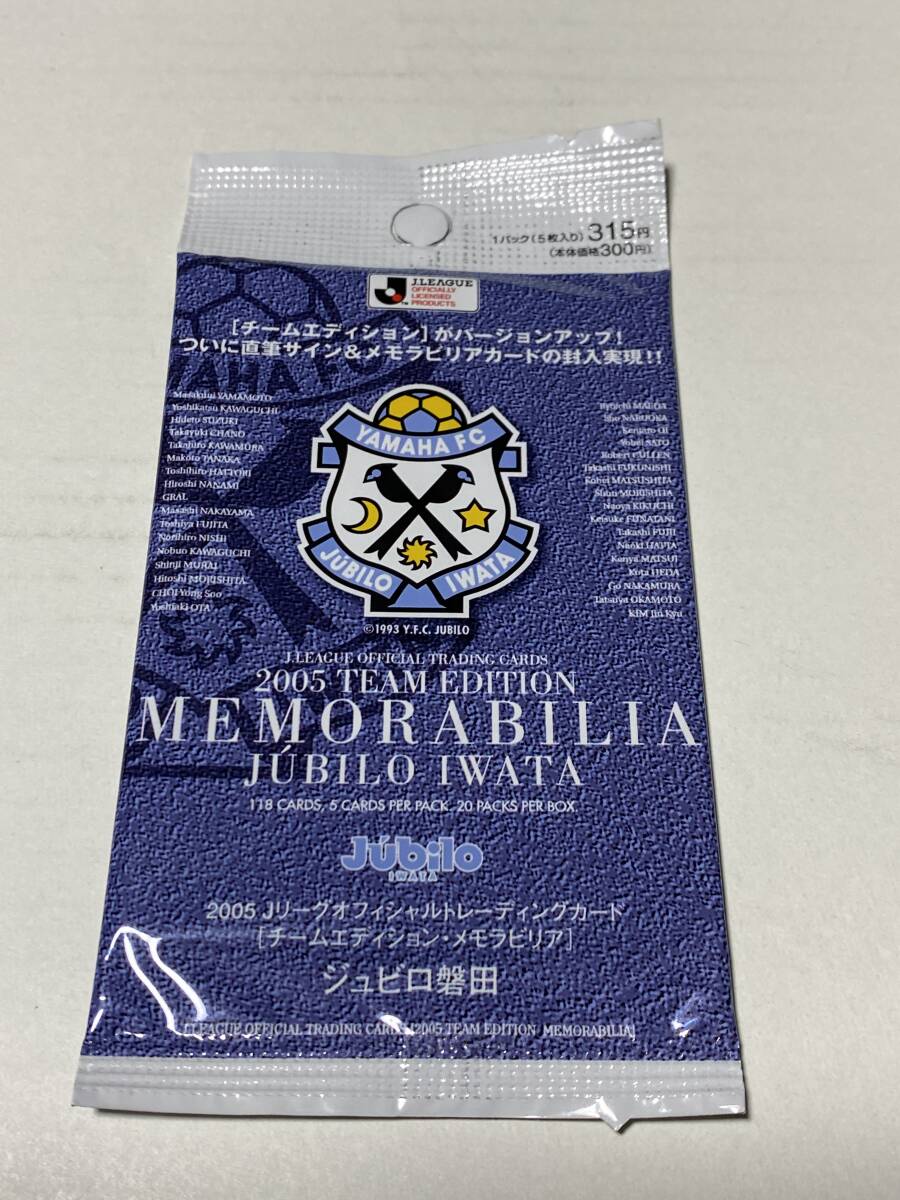 1パック(5枚入り) 315円
(本体価格300円)
J.LEAGUE
OFFICIALLY
LICENSED
PRODUCTS
[チームエディション]がバージョンアップ!
ついに直筆サイン&メモラビリアカードの封入実現!!
Masakuni YAMAMOTO
Yoshikatsu KAWAGUCHI
Hideto SUZUKI
Takayuki CHANO
Takahiro KAWAMURA
Makoto TANAKA
Toshihiro HATTORI
Hiroshi NANAMI
GRAL
Masashi NAKAYAMA
Toshiya FUJITA
Norihiro NISHI
Nobuo KAWAGUCHI
Shinji MURAI
Hitoshi MORISHITA
CHOI Yong Soo
Yoshiaki OTA
Ryoichi MAEDA
Sho NARUOKA
Kentaro OI
Yohei SATO
Robert CULLEN
Takashi FUKUNISHI
Kohei MATSUSHITA
Shun MORISHITA
Naoya KIKUCHI
Keisuke FUNATANI
Takashi FUJII
Naoki HATTA
Kenya MATSUI
Kota UEDA
Go NAKAMURA
Tatsuya OKAMOTO
KIM Jin Kyu
YAMAHA FC
JÚBILO IWATA
©1993 Y.F.C. JUBILO
J.LEAGUE OFFICIAL TRADING CARDS
2005 TEAM EDITION
MEMORABILIA
JÚBILO IWATA
118 CARDS, 5 CARDS PER PACK, 20 PACKS PER BOX.
Júbilo
IWATA
2005 Jリーグオフィシャルトレーディングカード
[チームエディション・メモラビリア]
ジュビロ磐田
J.LEAGUE OFFICIAL TRADING CARDS [2005 TEAM EDITION MEMORABILIA]